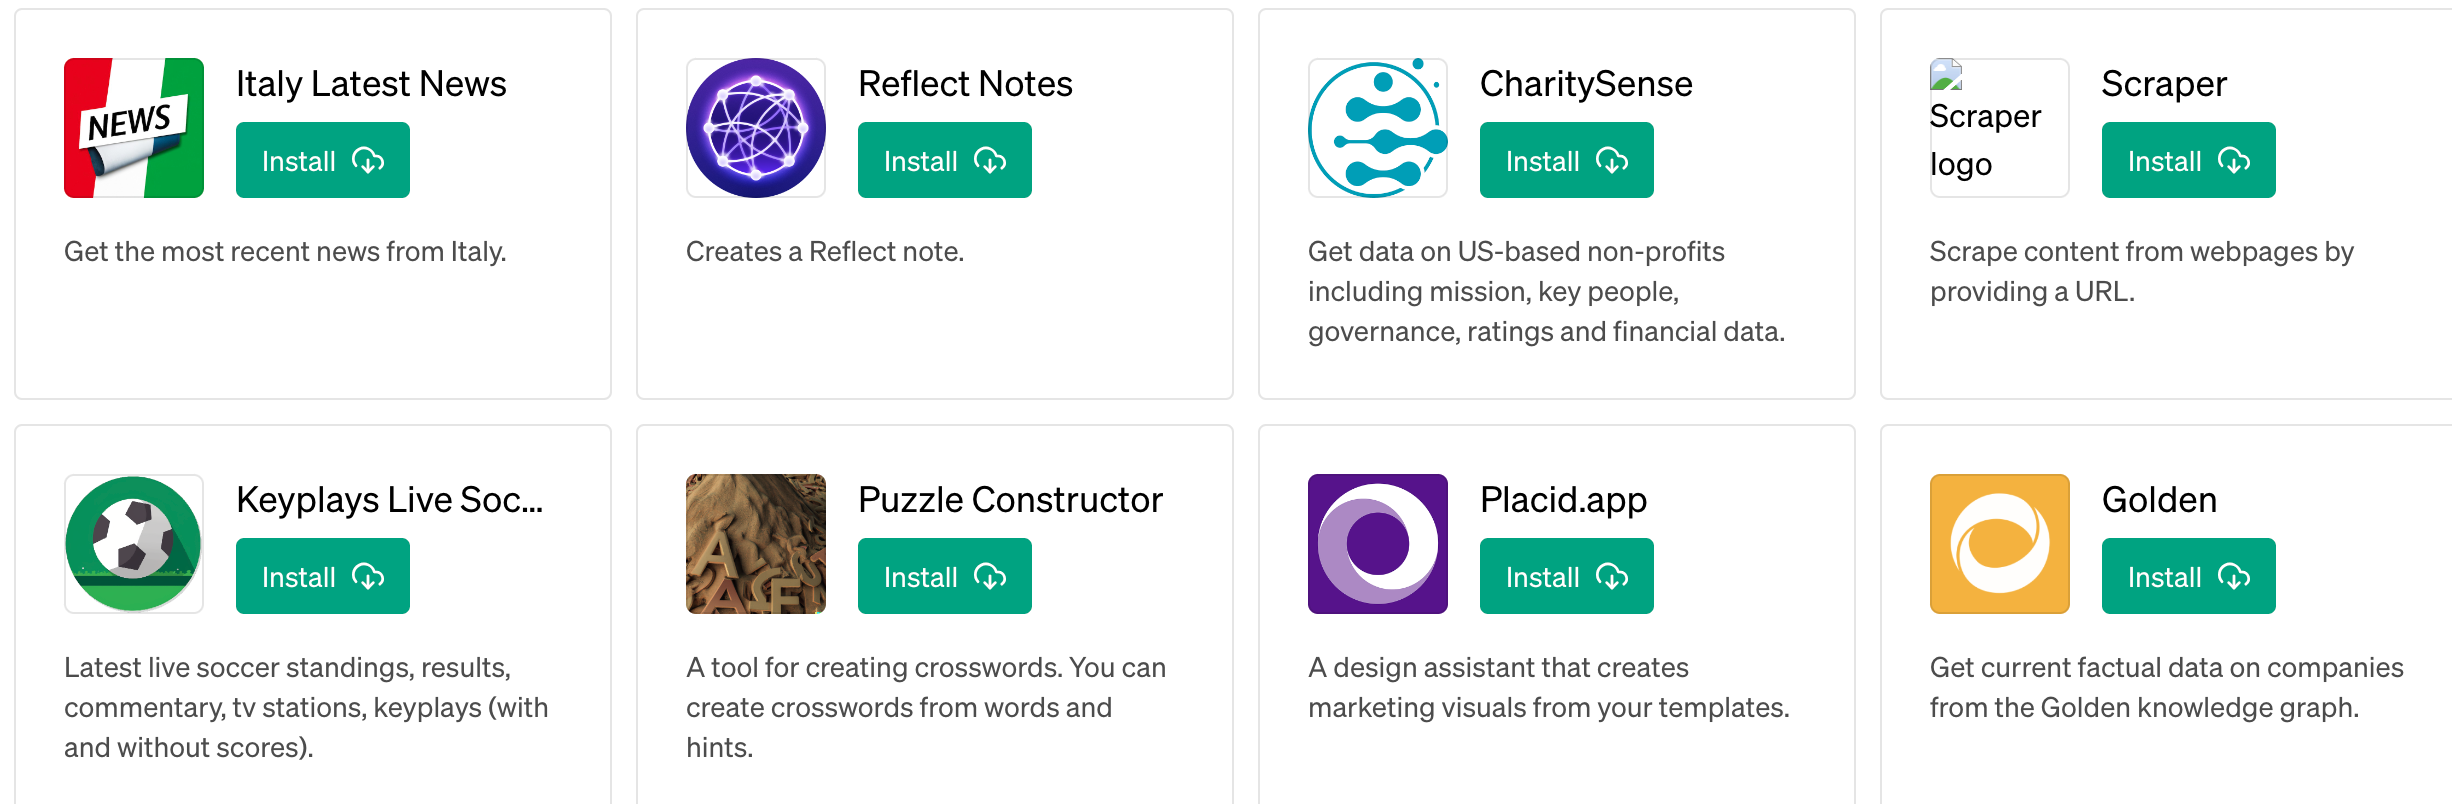 NEWS
Italy Latest News
Install
Get the most recent news from Italy.
Reflect Notes
Install
Creates a Reflect note.
CharitySense
Install
Get data on US-based non-profits
including mission, key people,
governance, ratings and financial data.
Scraper
logo
Scraper
Install
Scrape content from webpages by
providing a URL.
Keyplays Live Soc...
Install
Latest live soccer standings, results,
commentary, tv stations, keyplays (with
and without scores).
A
A
F
Puzzle Constructor
Install
A tool for creating crosswords. You can
create crosswords from words and
hints.
Placid.app
Install
A design assistant that creates
marketing visuals from your templates.
Golden
Install
Get current factual data on companies
from the Golden knowledge graph.